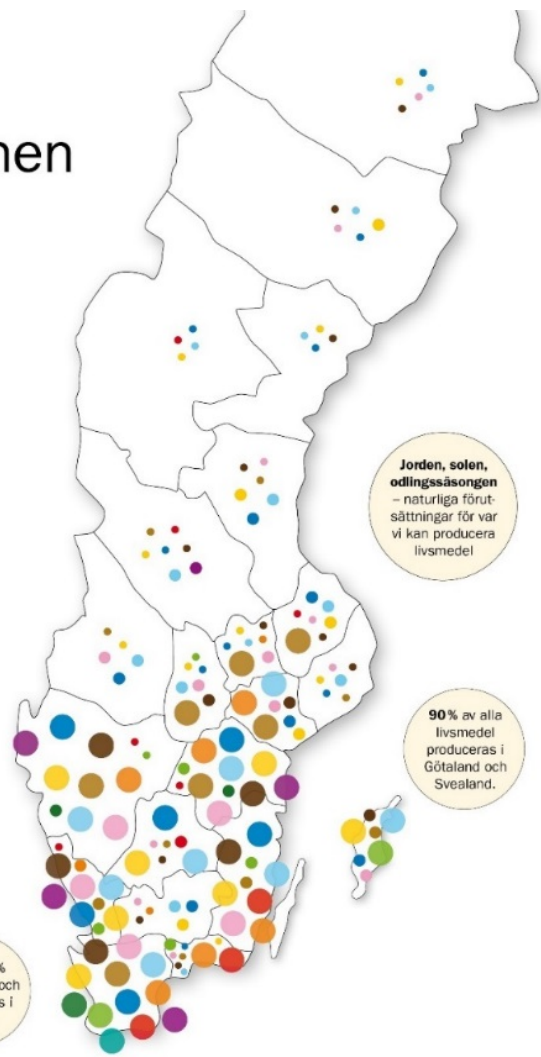 nen
Jorden, solen,
odlingssäsongen
– naturliga förut-
sättningar för var
vi kan producera
livsmedel
90% av alla
livsmedel
produceras i
Götaland och
Svealand.
%
och
s i